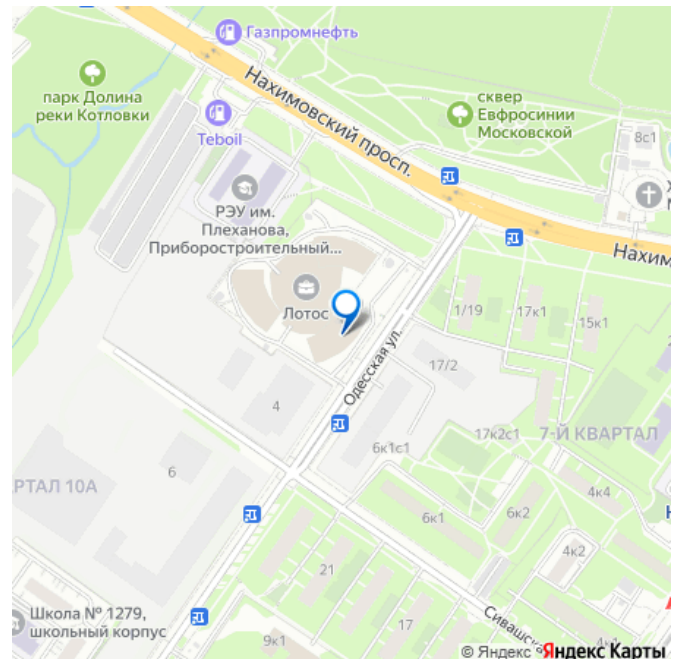 Газпромнефть
Нахимовский просп.
парк Долина
реки Котловки
Teboil
сквер
Евфросинии
Московской
8с1
РЭУ им.
Плеханова,
Приборостроительный...
Лотос
Одесская ул.
1/19
17к1
15к1
17/2
4
6к1с1
17к2с1
7-Й КВАРТАЛ
6
РТАЛ 10А
4к4
6к1
6к2
4к2
21
Школа № 1279,
школьный корпус
9к1
17
Сивашска
4к1
© Яндекс Яндекс Карты